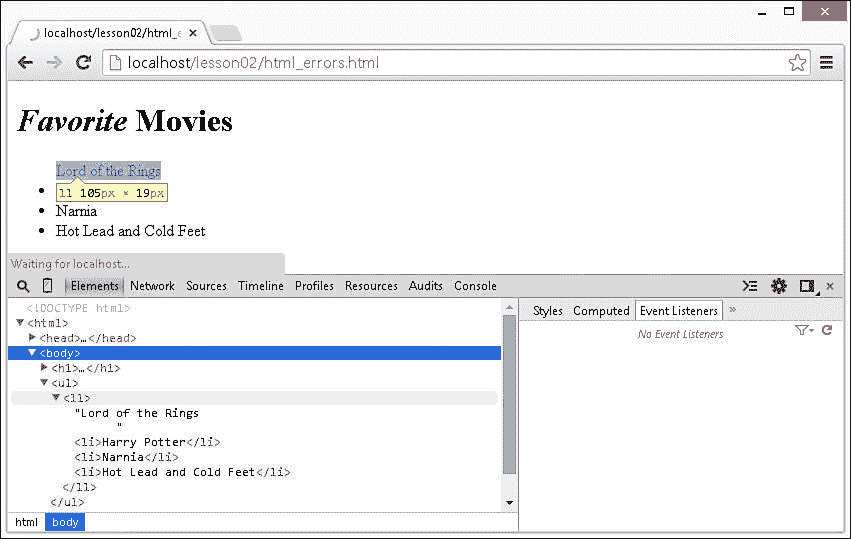 localhost/lesson02/html_e
localhost/lesson02/html_errors.html
Favorite Movies
Lord of the Rings
ll 105px × 19px
Narnia
Hot Lead and Cold Feet
Waiting for localhost...
Elements Network Sources Timeline Profiles Resources Audits Console
<!DOCTYPE html>
<html>
<head>…</head>
<body>
<h1>…</h1>
<ul>
<ll>
"Lord of the Rings
"
<li>Harry Potter</li>
<li>Narnia</li>
<li>Hot Lead and Cold Feet</li>
</ll>
</ul>
html body
Styles Computed Event Listeners »
No Event Listeners